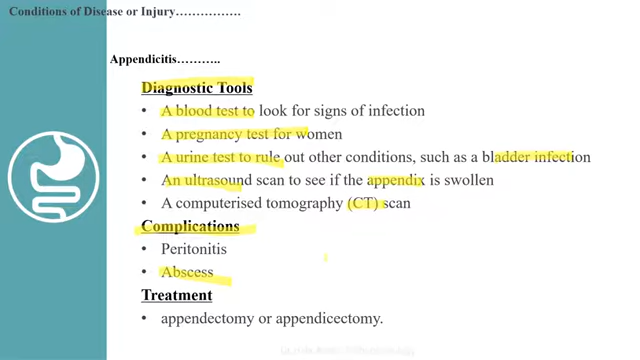 Conditions of Disease or Injury……………
Appendicitis………..
Diagnostic Tools
• A blood test to look for signs of infection
• A pregnancy test for women
• A urine test to rule out other conditions, such as a bladder infection
• An ultrasound scan to see if the appendix is swollen
• A computerised tomography (CT) scan
Complications
• Peritonitis
• Abscess
Treatment
• appendectomy or appendicectomy.